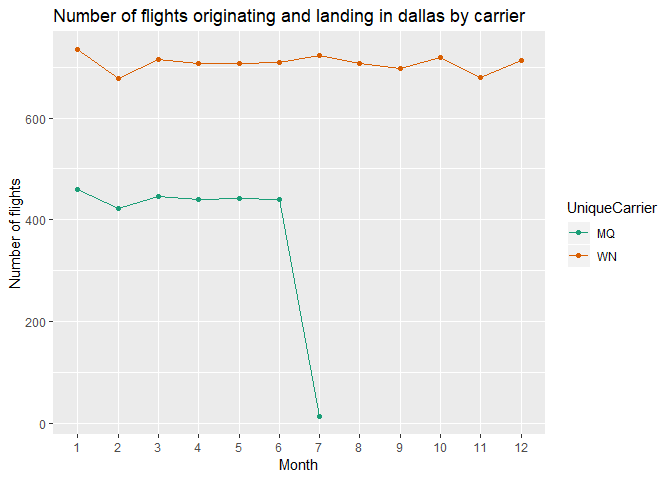 Number of flights originating and landing in dallas by carrier
Number of flights
600
400
200
0
1 2 3 4 5 6 7 8 9 10 11 12
Month
UniqueCarrier
MQ
WN